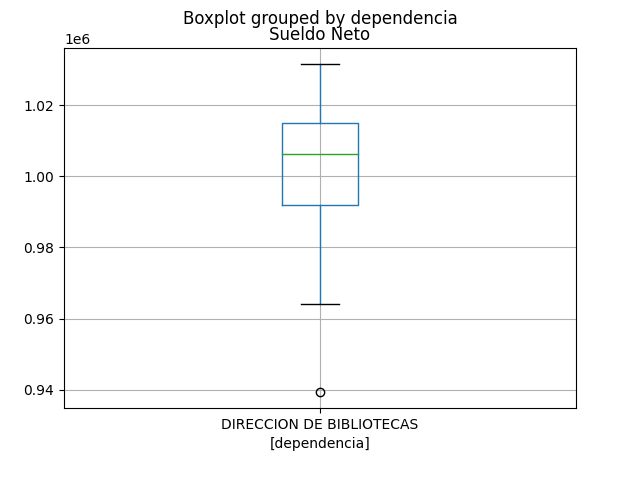 Boxplot grouped by dependencia
Sueldo Neto
1e6
1.02
1.00
0.98
0.96
0.94
DIRECCION DE BIBLIOTECAS
[dependencia]